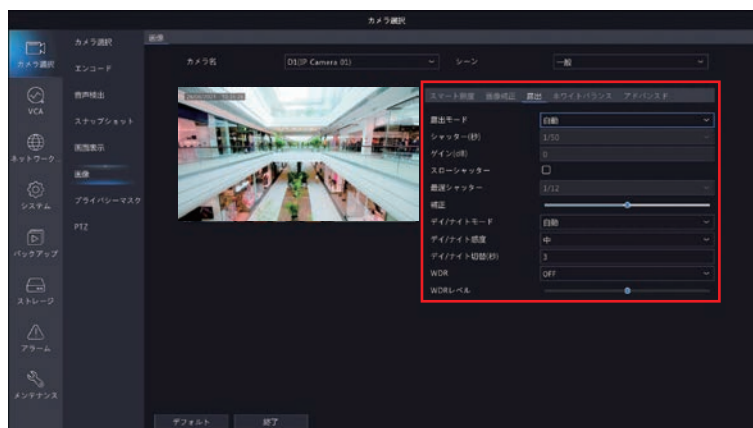 カメラ選択
カメラ選択
VCA
ネットワーク..
システム
バックアップ
ストレージ
アラーム
メンテナンス
カメラ選択
エンコード
音声検出
スナップショット
画面表示
画像
プライバシーマスク
PTZ
画像
カメラ名 D1(IP Camera 01) シーン 一般
スマート照度 画像補正 露出 ホワイトバランス アドバンスド
露出モード 自動
シャッター(秒) 1/50
ゲイン(dB) 0
スローシャッター
最遅シャッター 1/12
補正
デイ/ナイトモード 自動
デイ/ナイト感度 中
デイ/ナイト切替(秒) 3
WDR OFF
WDRレベル
デフォルト 終了